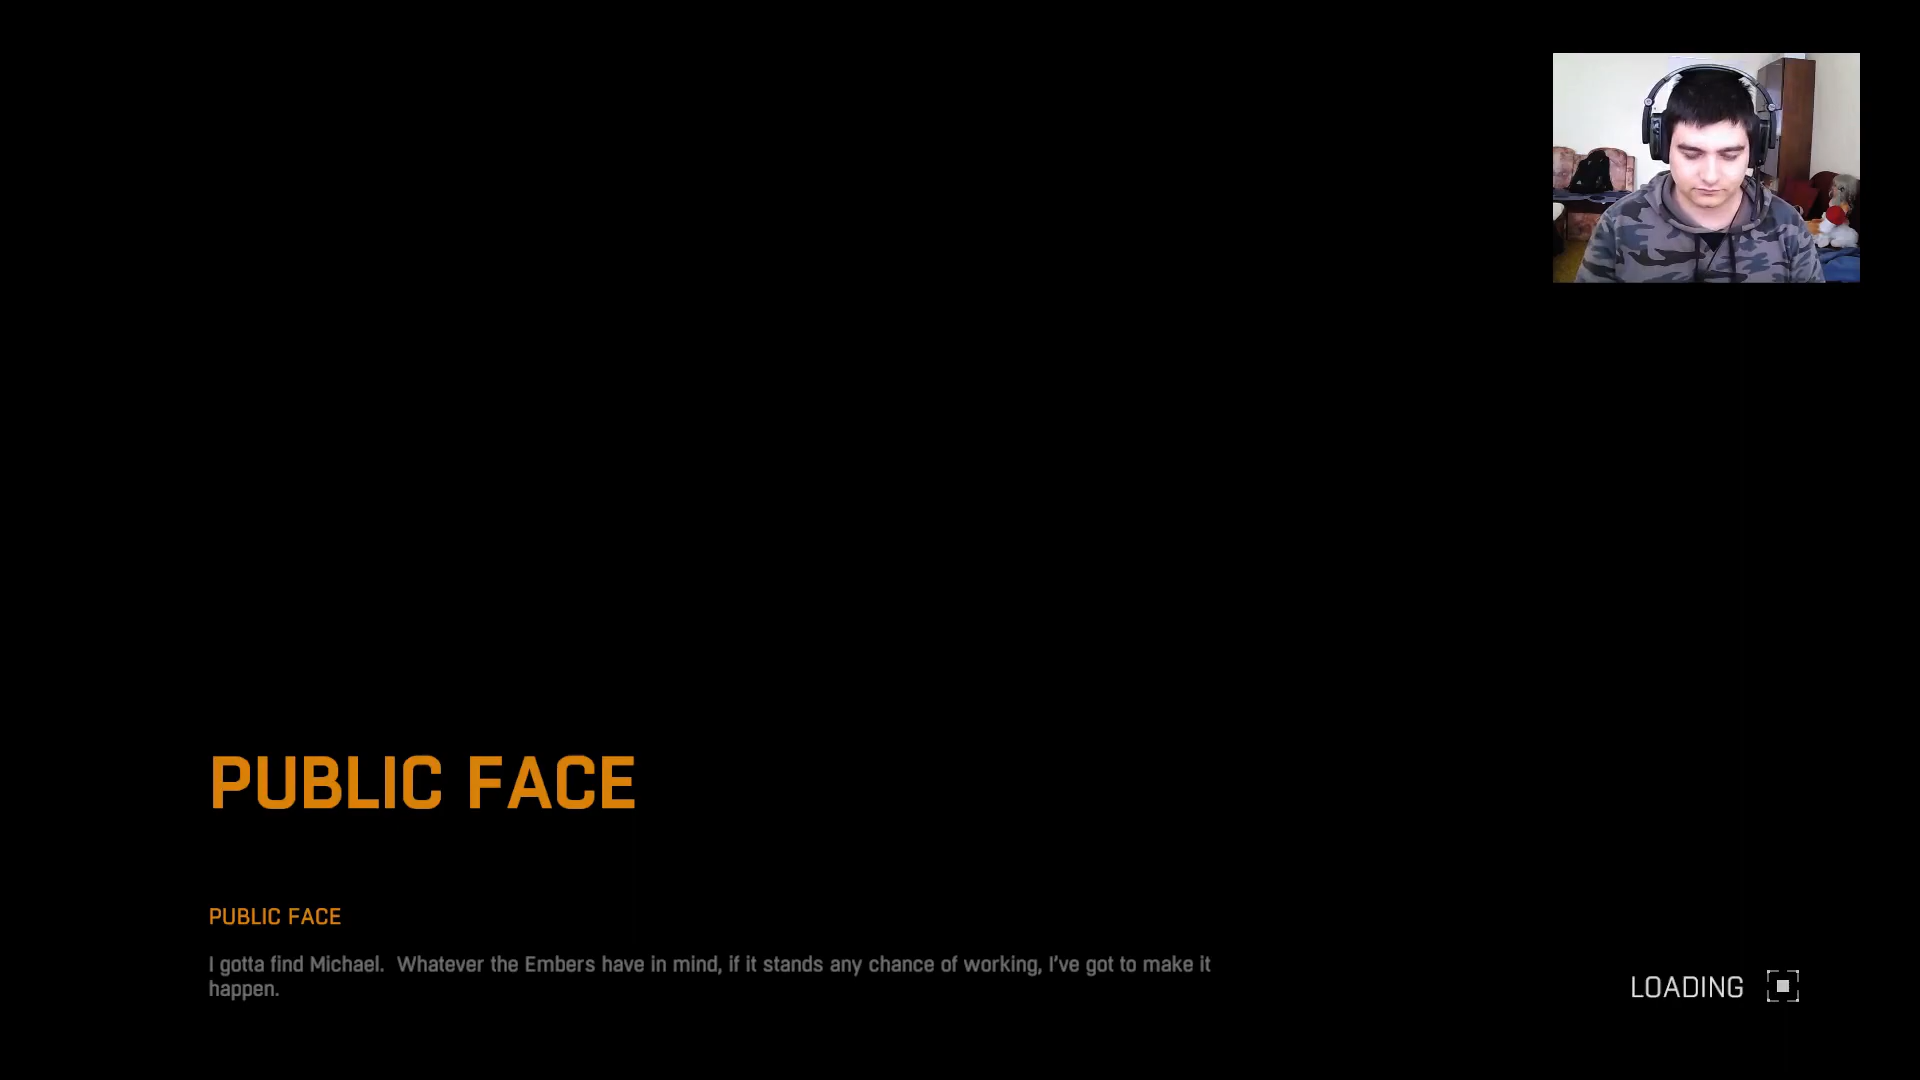 PUBLIC FACE
PUBLIC FACE
I gotta find Michael.  Whatever the Embers have in mind, if it stands any chance of working, I've got to make it
happen.
LOADING